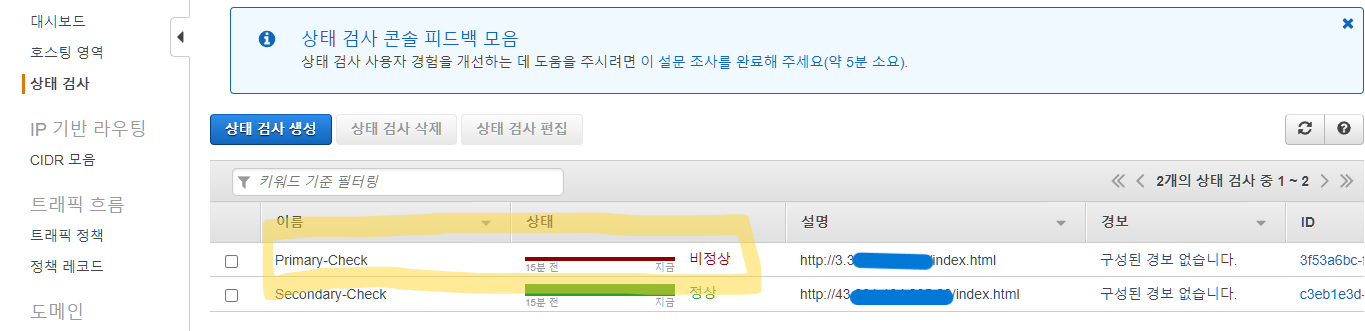 대시보드
호스팅 영역
상태 검사
IP 기반 라우팅
CIDR 모음
트래픽 흐름
트래픽 정책
정책 레코드
도메인
상태 검사 콘솔 피드백 모음
상태 검사 사용자 경험을 개선하는 데 도움을 주시려면 이 설문 조사를 완료해 주세요(약 5분 소요).
상태 검사 생성 상태 검사 삭제 상태 검사 편집
키워드 기준 필터링 2개의 상태 검사 중 1 ~ 2
이름 상태 설명 경보 ID
Primary-Check 비정상 http://3.3 /index.html 구성된 경보 없습니다. 3f53a6bc-
15분 전 지금
Secondary-Check 정상 http://43 /index.html 구성된 경보 없습니다. c3eb1e3d-
15분 전 지금